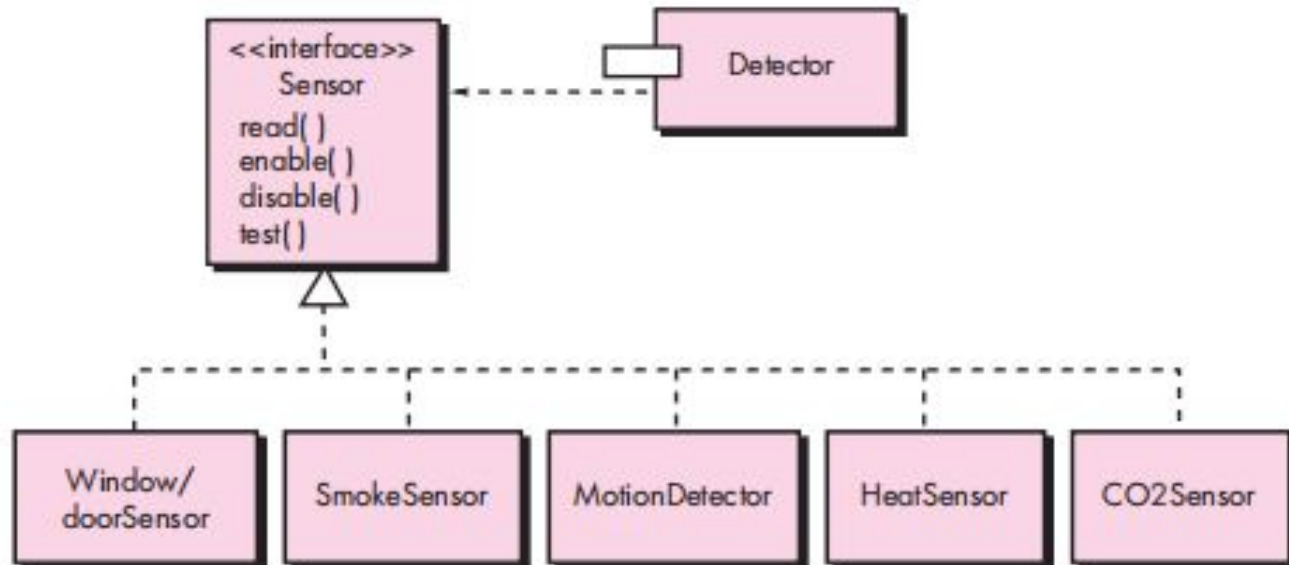 <<interface>>
Sensor
read( )
enable( )
disable( )
test( )
Detector
Window/
doorSensor
SmokeSensor
MotionDetector
HeatSensor
CO2Sensor